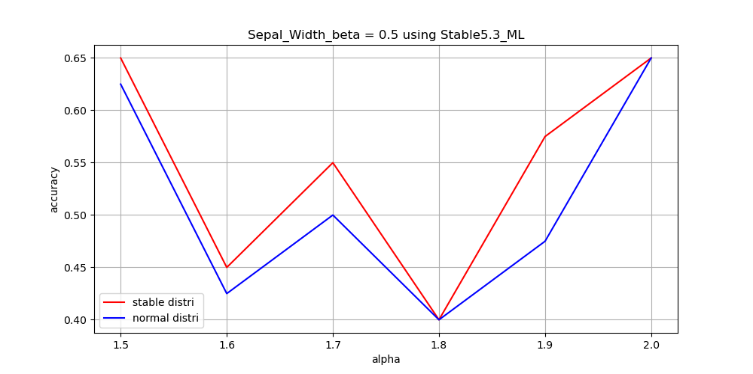 Sepal_Width_beta = 0.5 using Stable5.3_ML
0.65
0.60
0.55
0.50
0.45
0.40
accuracy
stable distri
normal distri
1.5 1.6 1.7 1.8 1.9 2.0
alpha